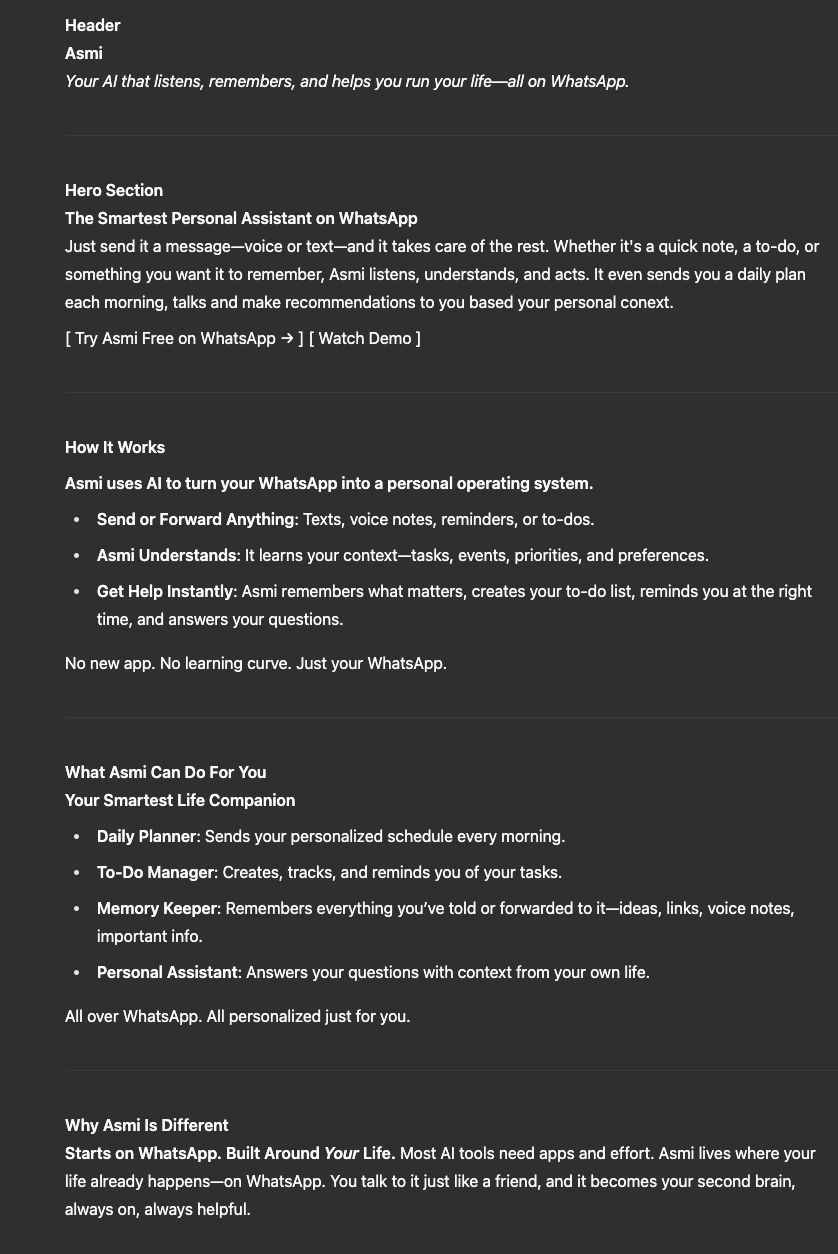 Header
Asmi
Your AI that listens, remembers, and helps you run your life—all on WhatsApp.
Hero Section
The Smartest Personal Assistant on WhatsApp
Just send it a message—voice or text—and it takes care of the rest. Whether it's a quick note, a to-do, or
something you want it to remember, Asmi listens, understands, and acts. It even sends you a daily plan
each morning, talks and make recommendations to you based your personal conext.
[ Try Asmi Free on WhatsApp → ] [ Watch Demo ]
How It Works
Asmi uses AI to turn your WhatsApp into a personal operating system.
• Send or Forward Anything: Texts, voice notes, reminders, or to-dos.
• Asmi Understands: It learns your context—tasks, events, priorities, and preferences.
• Get Help Instantly: Asmi remembers what matters, creates your to-do list, reminds you at the right
time, and answers your questions.
No new app. No learning curve. Just your WhatsApp.
What Asmi Can Do For You
Your Smartest Life Companion
• Daily Planner: Sends your personalized schedule every morning.
• To-Do Manager: Creates, tracks, and reminds you of your tasks.
• Memory Keeper: Remembers everything you’ve told or forwarded to it—ideas, links, voice notes,
important info.
• Personal Assistant: Answers your questions with context from your own life.
All over WhatsApp. All personalized just for you.
Why Asmi Is Different
Starts on WhatsApp. Built Around Your Life. Most AI tools need apps and effort. Asmi lives where your
life already happens—on WhatsApp. You talk to it just like a friend, and it becomes your second brain,
always on, always helpful.